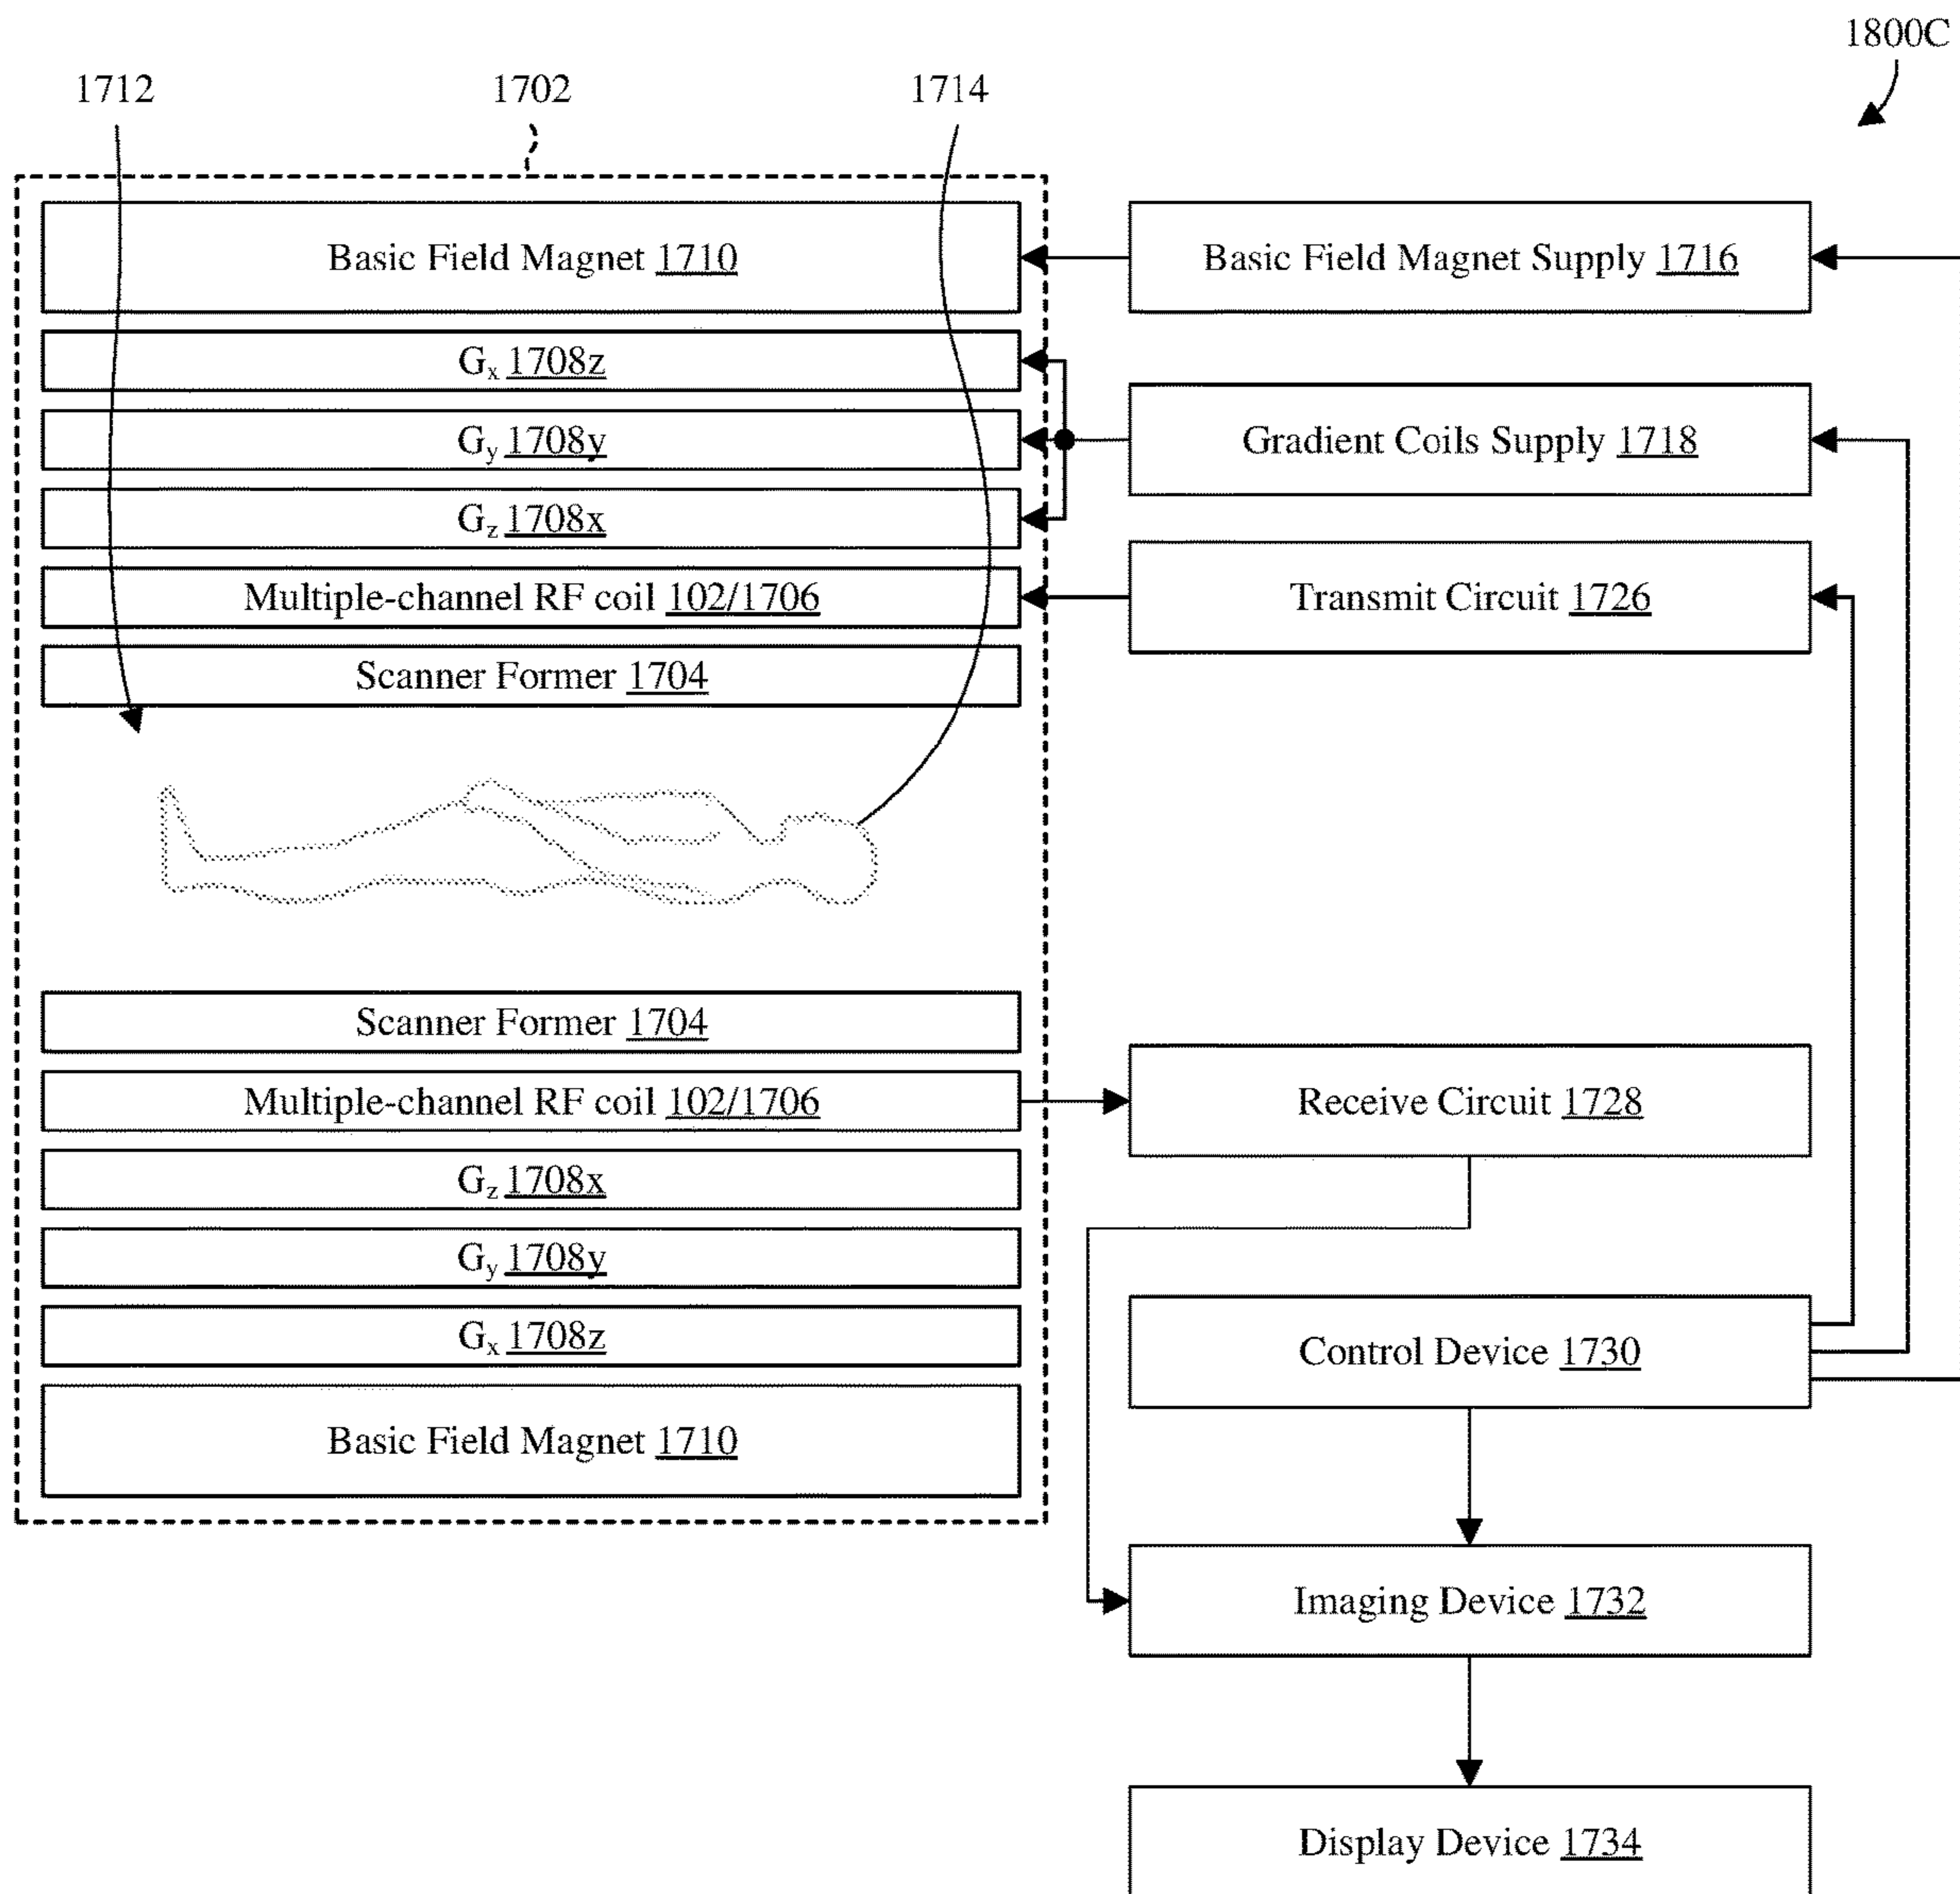 1800C
1712
1702
1714
Basic Field Magnet 1710
Basic Field Magnet Supply 1716
Gx 1708z
Gy 1708y
Gradient Coils Supply 1718
Gz 1708x
Multiple-channel RF coil 102/1706
Transmit Circuit 1726
Scanner Former 1704
Scanner Former 1704
Multiple-channel RF coil 102/1706
Receive Circuit 1728
Gz 1708x
Gy 1708y
Gx 1708z
Control Device 1730
Basic Field Magnet 1710
Imaging Device 1732
Display Device 1734